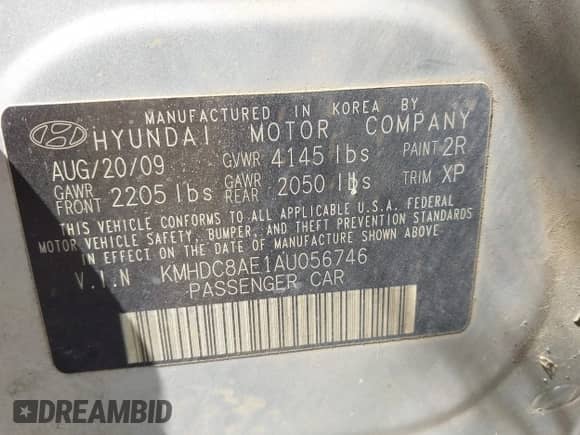 MANUFACTURED IN KOREA BY
HYUNDAI MOTOR COMPANY
AUG/20/09 GVWR 4145 lbs PAINT 2R
GAWR FRONT 2205 lbs GAWR REAR 2050 lbs TRIM XP
THIS VEHICLE CONFORMS TO ALL APPLICABLE U.S.A. FEDERAL
MOTOR VEHICLE SAFETY, BUMPER, AND THEFT PREVENTION STANDARDS
IN EFFECT ON THE DATE OF MANUFACTURE SHOWN ABOVE.
V.I.N KMHDC8AE1AU056746
PASSENGER CAR
DREAMBID